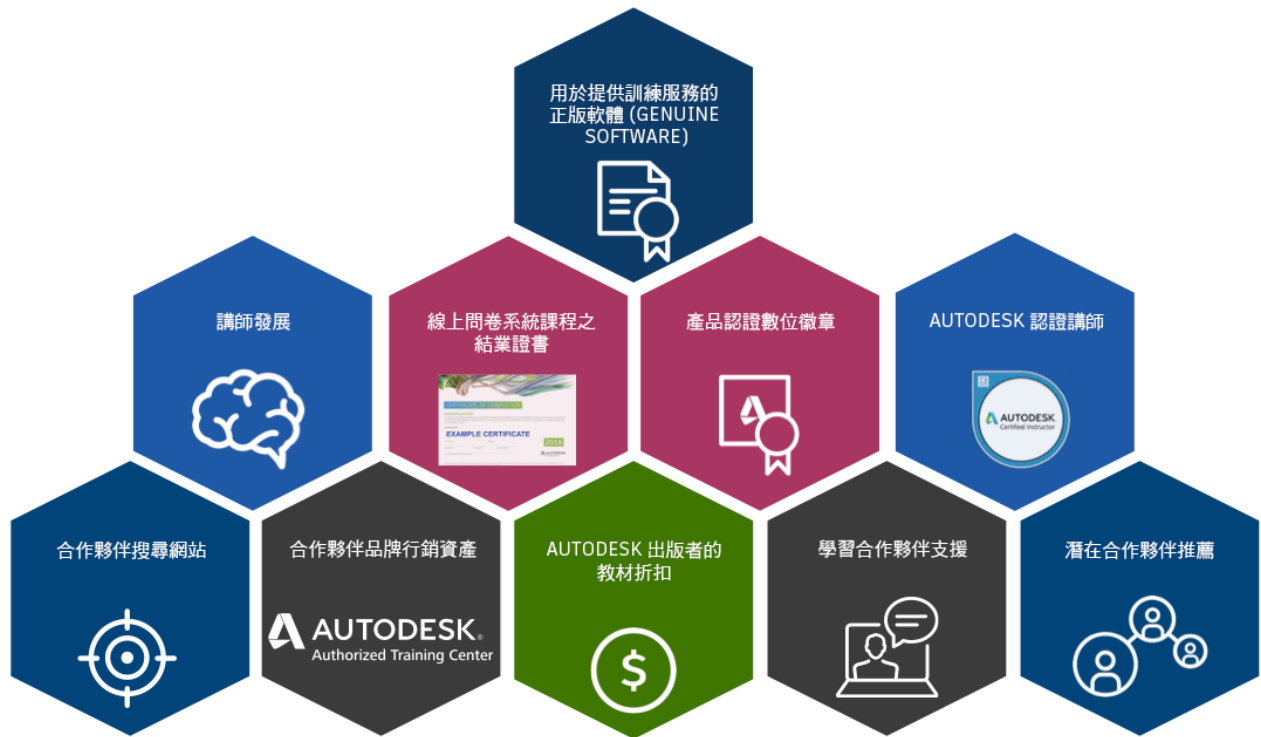 用於提供訓練服務的
正版軟體 (GENUINE
SOFTWARE)
講師發展
線上問卷系統課程之
結業證書
CERTIFICATE OF COMPLETION
EXAMPLE CERTIFICATE
2018
AUTODESK
產品認證數位徽章
AUTODESK 認證講師
AUTODESK
Certified Instructor
合作夥伴搜尋網站
合作夥伴品牌行銷資產
AUTODESK®
Authorized Training Center
AUTODESK 出版者的
教材折扣
$
學習合作夥伴支援
潛在合作夥伴推薦